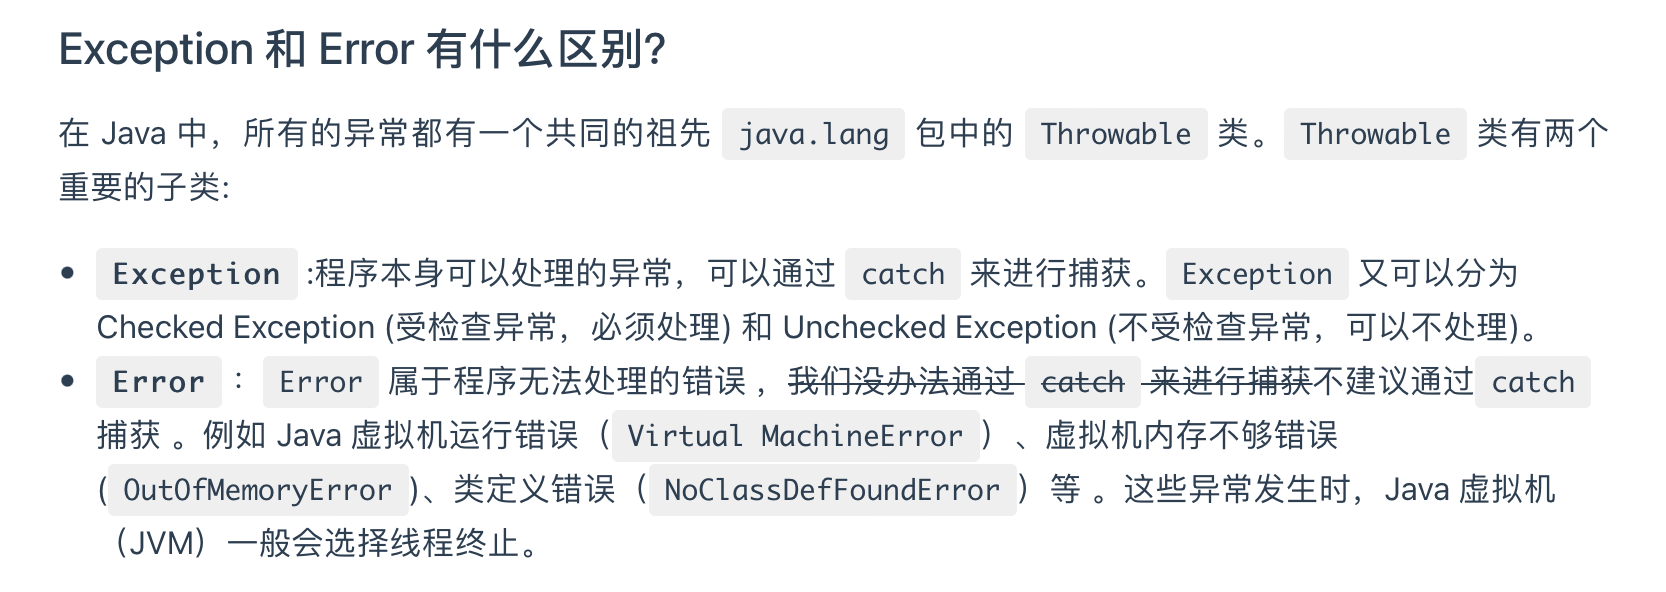 Exception 和 Error 有什么区别?
在 Java 中，所有的异常都有一个共同的祖先 java.lang 包中的 Throwable 类。Throwable 类有两个
重要的子类:
• Exception :程序本身可以处理的异常，可以通过 catch 来进行捕获。Exception 又可以分为
Checked Exception (受检查异常，必须处理) 和 Unchecked Exception (不受检查异常，可以不处理)。
• Error ： Error 属于程序无法处理的错误 ，我们没办法通过 catch 来进行捕获不建议通过catch
捕获 。例如 Java 虚拟机运行错误（Virtual MachineError）、虚拟机内存不够错误
(OutOfMemoryError)、类定义错误（NoClassDefFoundError）等 。这些异常发生时，Java 虚拟机
（JVM）一般会选择线程终止。